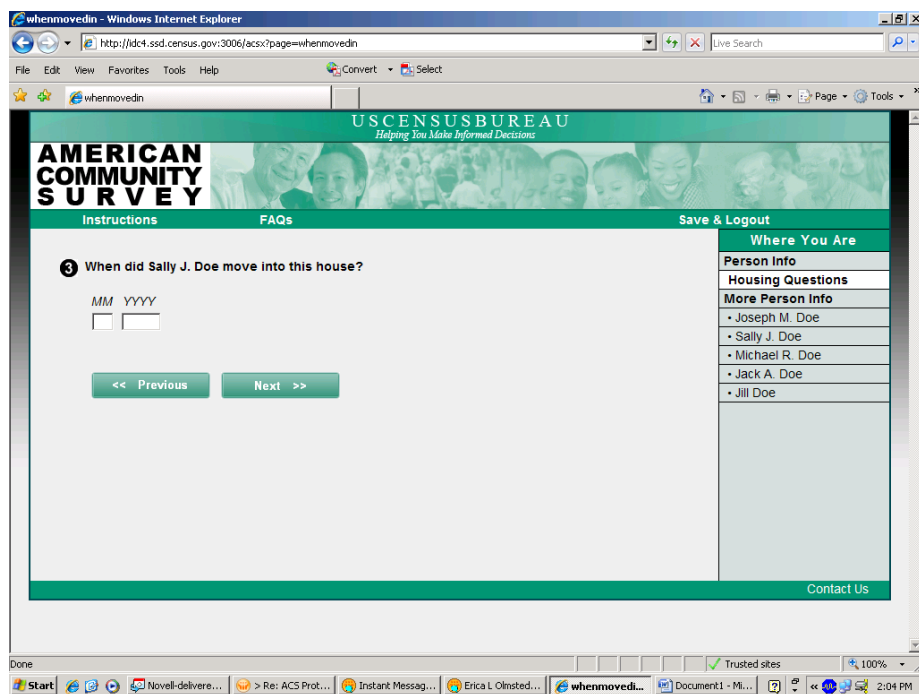 whenmovedin - Windows Internet Explorer
http://idc4.ssd.census.gov:3006/acsx?page=whenmovedin
Live Search
File Edit View Favorites Tools Help
Convert Select
whenmovedin
Page Tools
USCENSUSBUREAU
Helping You Make Informed Decisions
AMERICAN
COMMUNITY
SURVEY
Instructions FAQs Save & Logout
Where You Are
Person Info
Housing Questions
More Person Info
• Joseph M. Doe
• Sally J. Doe
• Michael R. Doe
• Jack A. Doe
• Jill Doe
3 When did Sally J. Doe move into this house?
MM YYYY
<< Previous Next >>
Contact Us
Done Trusted sites 100%
Start Novell-delivere... > Re: ACS Prot... Instant Messag... Erica L Olmsted... whenmovedi... Document1 - Mi... 2:04 PM